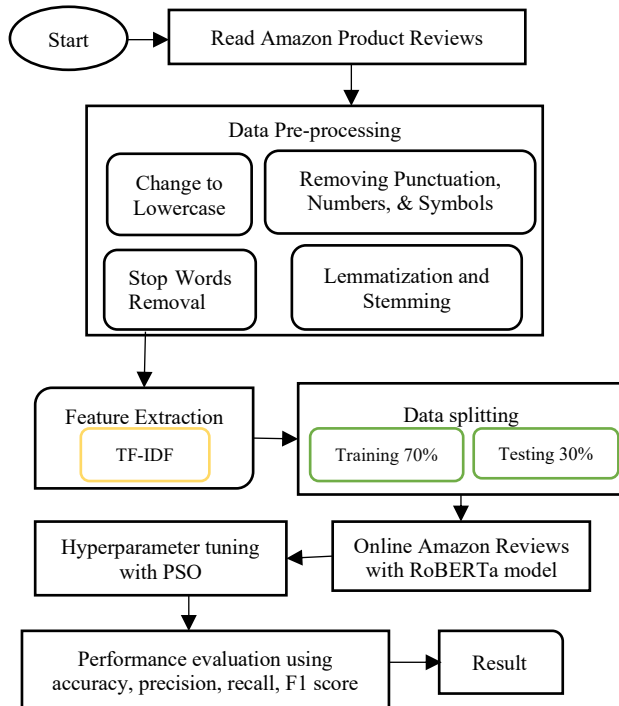 Start
Read Amazon Product Reviews
Data Pre-processing
Change to
Lowercase
Removing Punctuation,
Numbers, & Symbols
Stop Words
Removal
Lemmatization and
Stemming
Feature Extraction
TF-IDF
Data splitting
Training 70%
Testing 30%
Hyperparameter tuning
with PSO
Online Amazon Reviews
with RoBERTa model
Performance evaluation using
accuracy, precision, recall, F1 score
Result